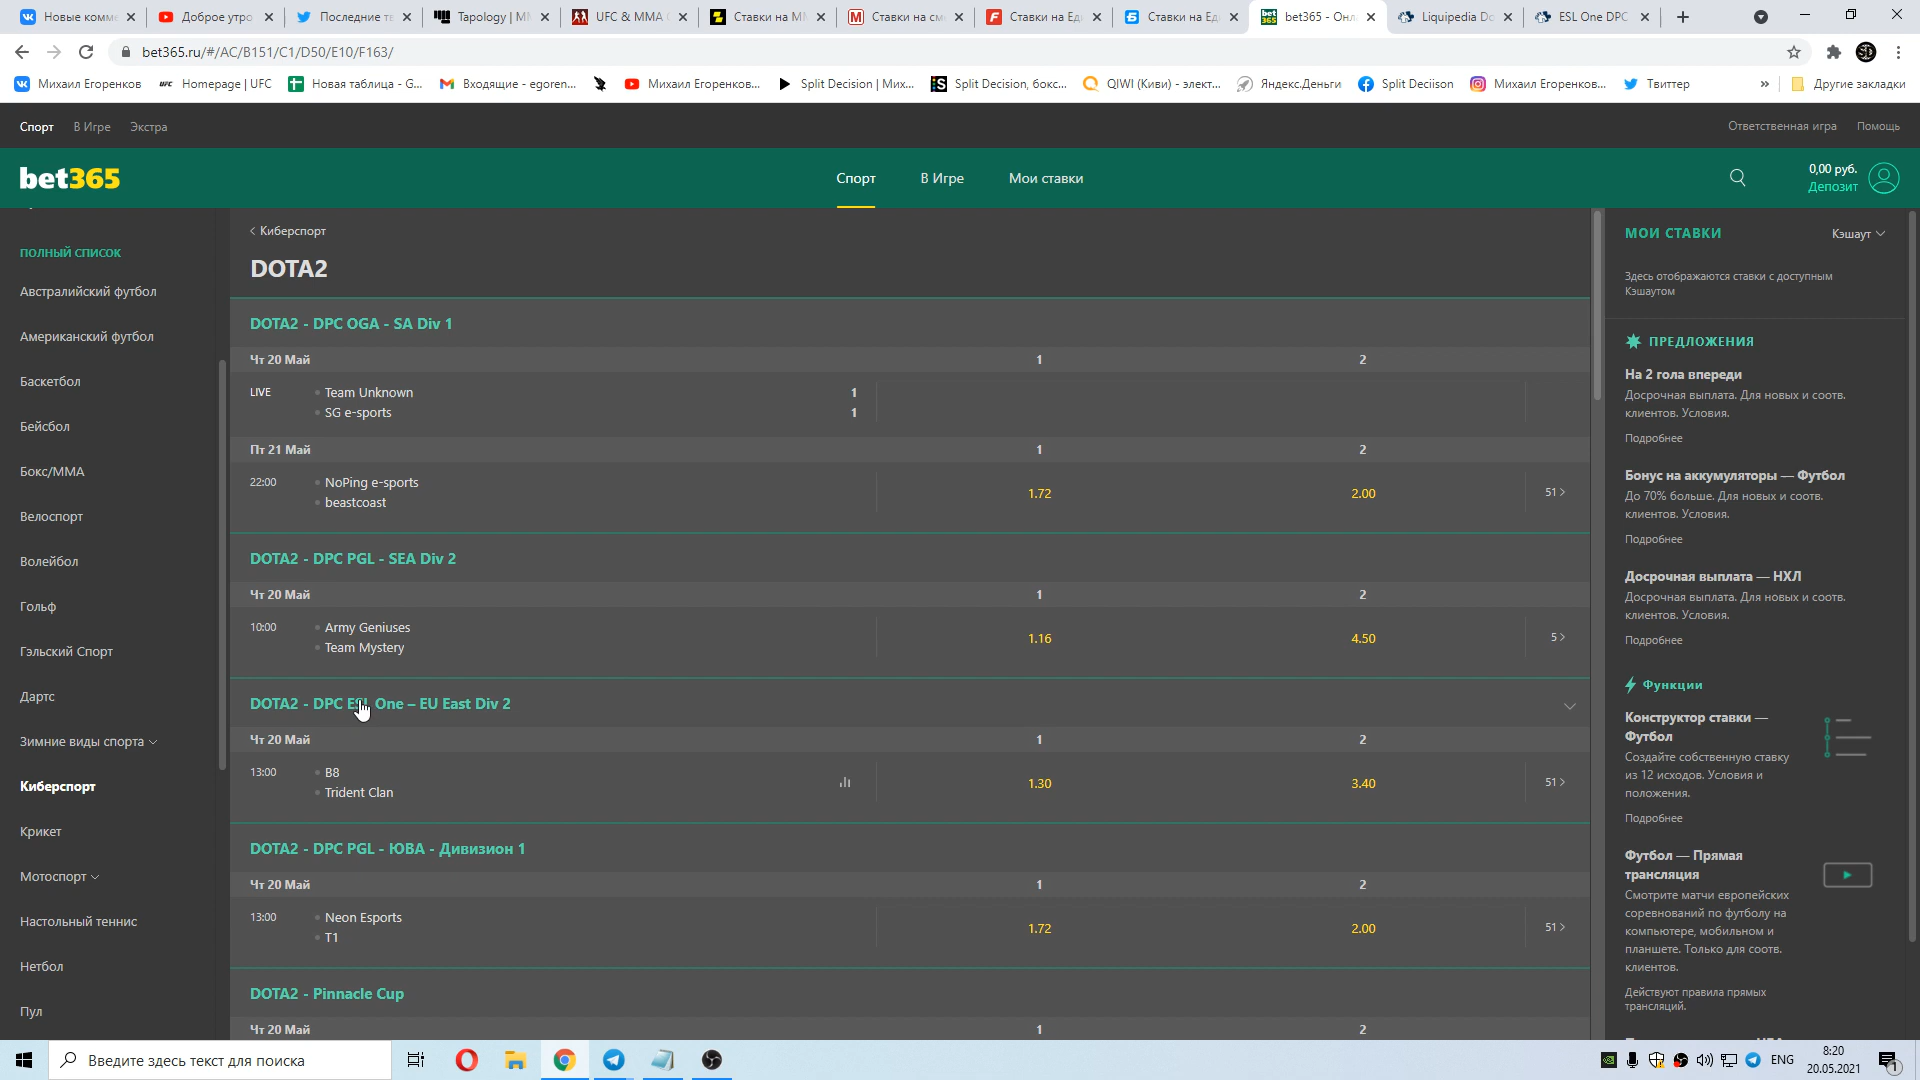 Новые комме
Доброе утро
Последние тв
Tapology | MM
UFC & MMA O
Ставки на MM
Ставки на см
Ставки на Еди
Ставки на Еди
bet365 - Онла
Liquipedia Do
ESL One DPC
bet365.ru/#/AC/B151/C1/D50/E10/F163/
Михаил Егоренков
Homepage | UFC
Новая таблица - G...
Входящие - egoren...
Михаил Егоренков...
Split Decision | Мих...
Split Decision, бокс...
QIWI (Киви) - элект...
Яндекс.Деньги
Split Deciison
Михаил Егоренков...
Твиттер
»
Другие закладки
Спорт
В Игре
Экстра
Ответственная игра
Помощь
bet365
Спорт
В Игре
Мои ставки
0,00 руб.
Депозит
ПОЛНЫЙ СПИСОК
Австралийский футбол
Американский футбол
Баскетбол
Бейсбол
Бокс/ММА
Велоспорт
Волейбол
Гольф
Гэльский Спорт
Дартс
Зимние виды спорта
Киберспорт
Крикет
Мотоспорт
Настольный теннис
Нетбол
Пул
Киберспорт
DOTA2
DOTA2 - DPC OGA - SA Div 1
Чт 20 Май 1 2
LIVE Team Unknown 1
SG e-sports 1
Пт 21 Май 1 2
22:00 NoPing e-sports
beastcoast
1.72 2.00 51
DOTA2 - DPC PGL - SEA Div 2
Чт 20 Май 1 2
10:00 Army Geniuses
Team Mystery
1.16 4.50 5
DOTA2 - DPC ESL One – EU East Div 2
Чт 20 Май 1 2
13:00 B8
Trident Clan
1.30 3.40 51
DOTA2 - DPC PGL - ЮВА - Дивизион 1
Чт 20 Май 1 2
13:00 Neon Esports
T1
1.72 2.00 51
DOTA2 - Pinnacle Cup
Чт 20 Май 1 2
МОИ СТАВКИ
Кэшаут
Здесь отображаются ставки с доступным
Кэшаутом
ПРЕДЛОЖЕНИЯ
На 2 гола впереди
Досрочная выплата. Для новых и соотв.
клиентов. Условия.
Подробнее
Бонус на аккумуляторы — Футбол
До 70% больше. Для новых и соотв.
клиентов. Условия.
Подробнее
Досрочная выплата — НХЛ
Досрочная выплата. Для новых и соотв.
клиентов. Условия.
Подробнее
Функции
Конструктор ставки —
Футбол
Создайте собственную ставку
из 12 исходов. Условия и
положения.
Подробнее
Футбол — Прямая
трансляция
Смотрите матчи европейских
соревнований по футболу на
компьютере, мобильном и
планшете. Только для соотв.
клиентов.
Действуют правила прямых
трансляций.
Введите здесь текст для поиска
ENG
8:20
20.05.2021
1